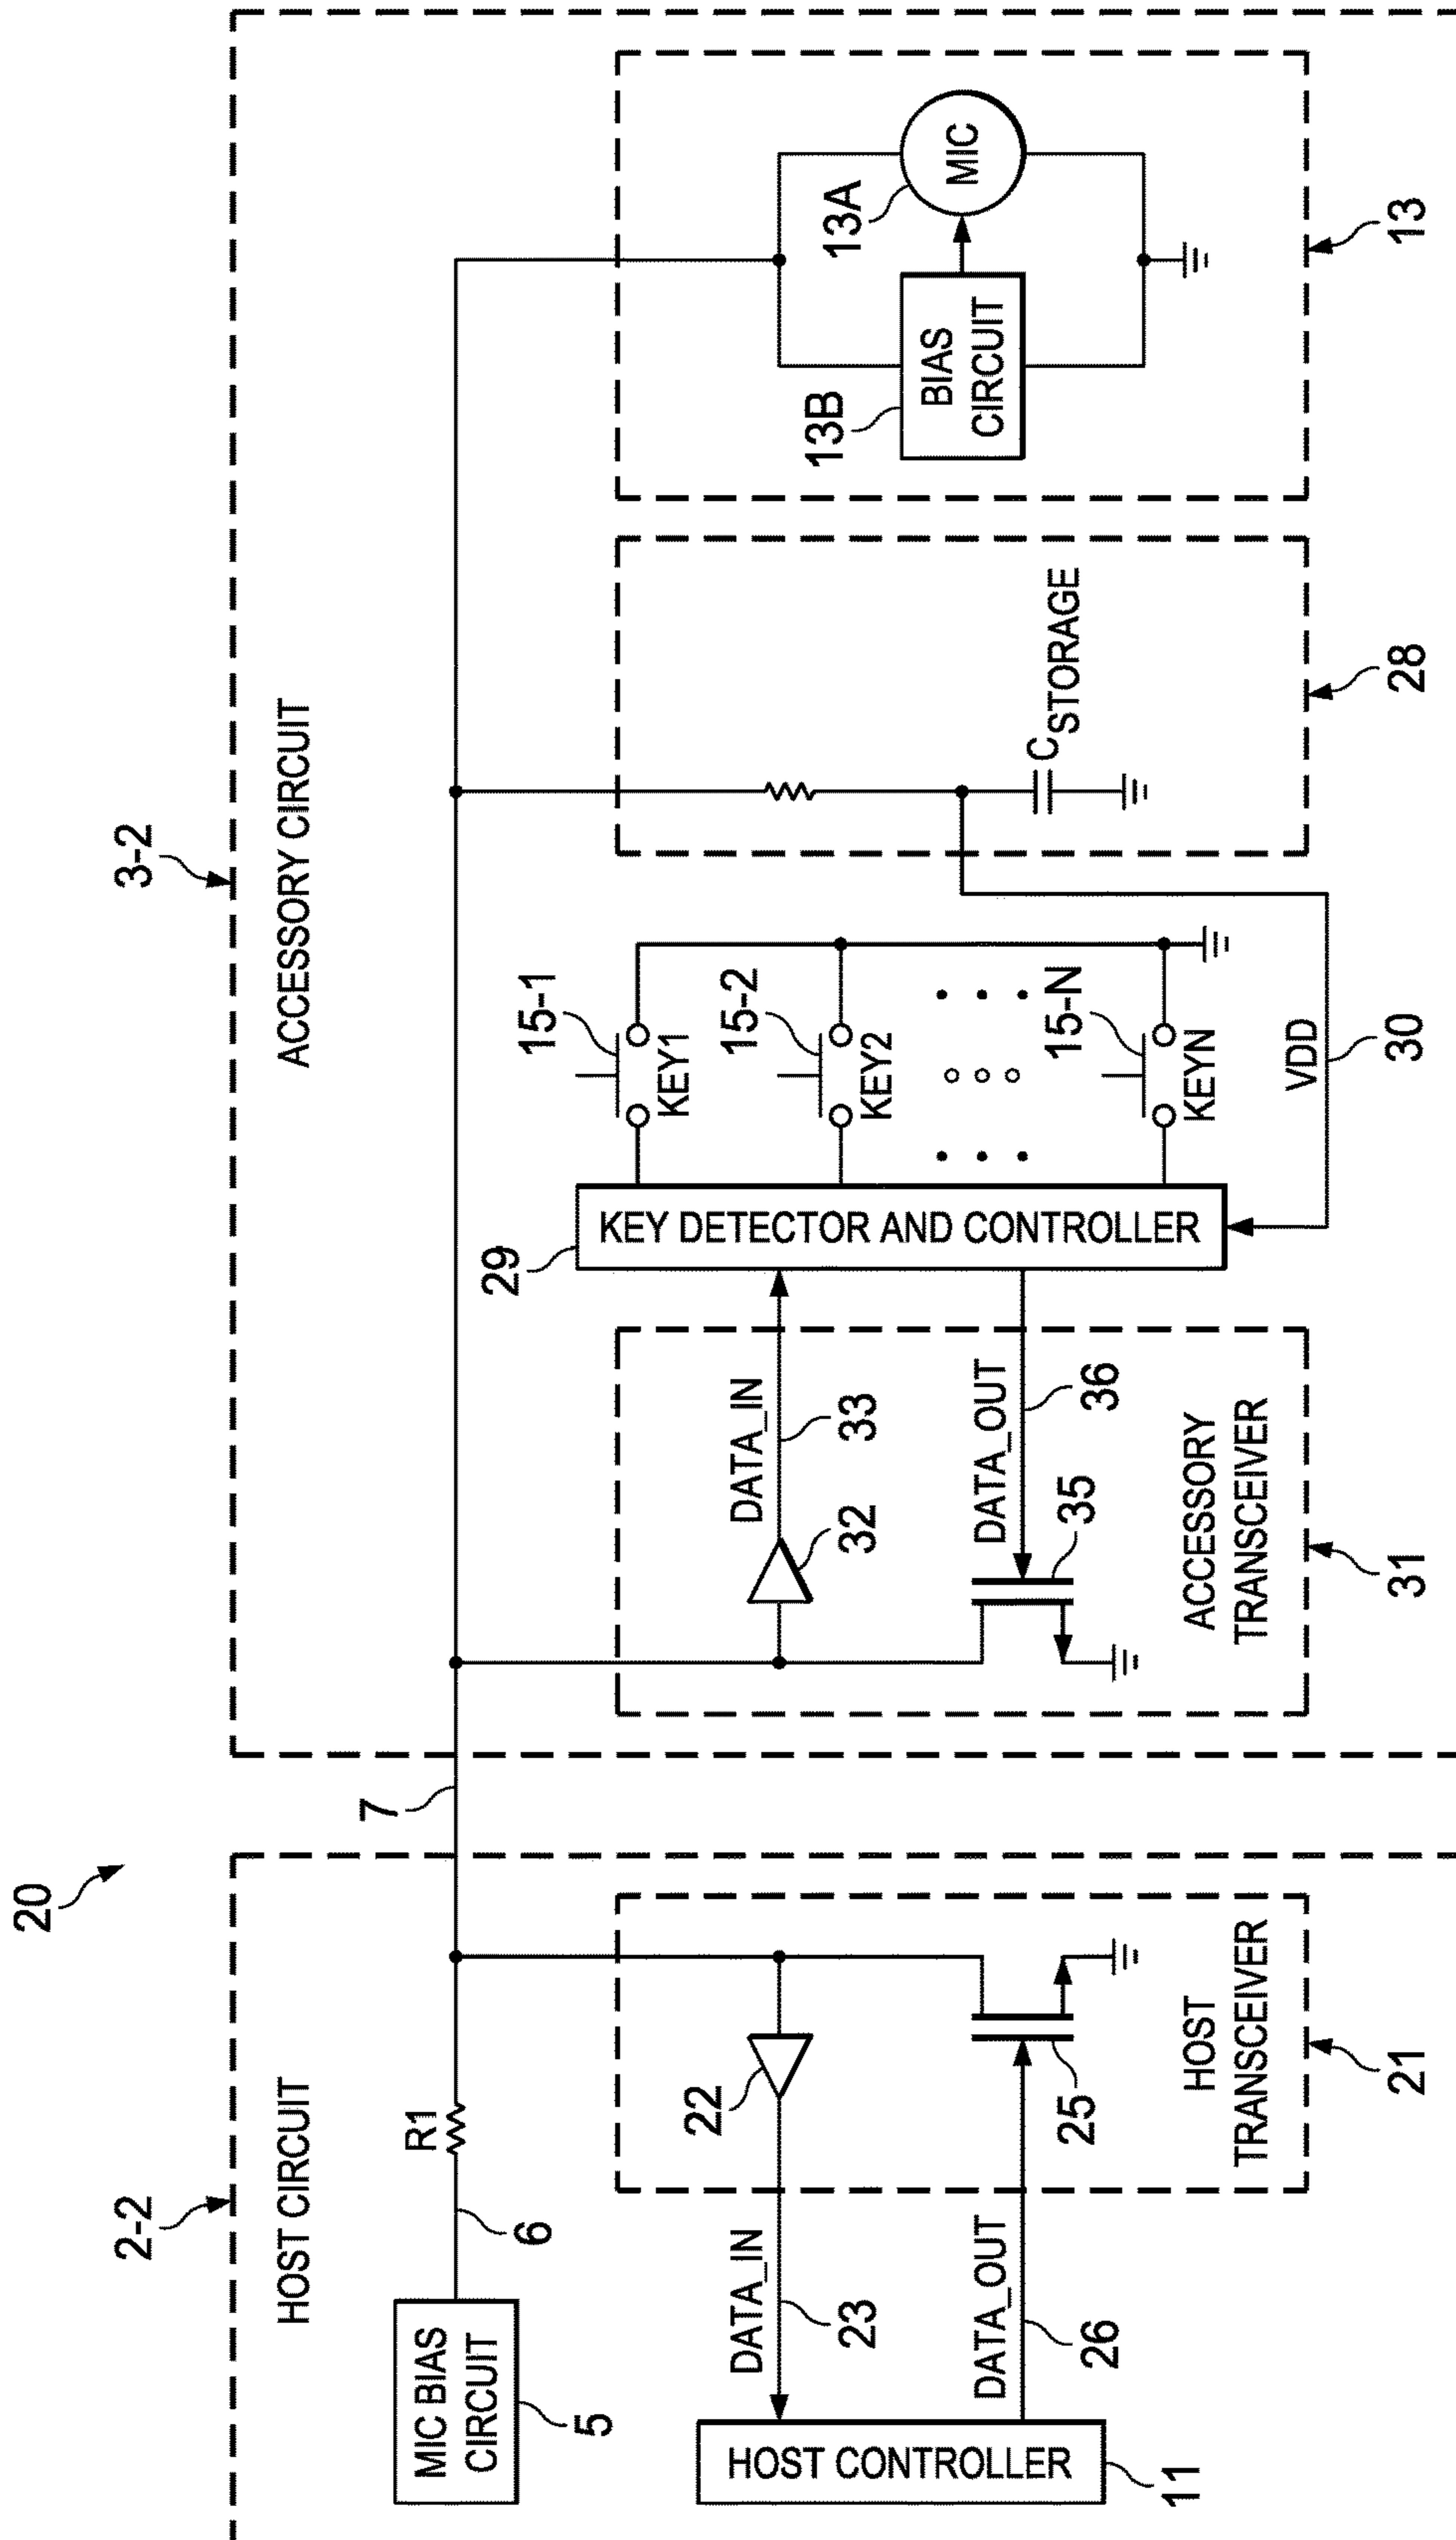 20
2-2
HOST CIRCUIT
MIC BIAS
CIRCUIT
5
6
R1
7
HOST CONTROLLER
11
DATA_IN
23
22
DATA_OUT
26
25
HOST
TRANSCEIVER
21
3-2
ACCESSORY CIRCUIT
DATA_IN
33
32
DATA_OUT
36
35
ACCESSORY
TRANSCEIVER
31
29
KEY DETECTOR AND CONTROLLER
15-1
KEY1
15-2
KEY2
15-N
KEYN
VDD
30
CSTORAGE
28
13A
MIC
13B
BIAS
CIRCUIT
13